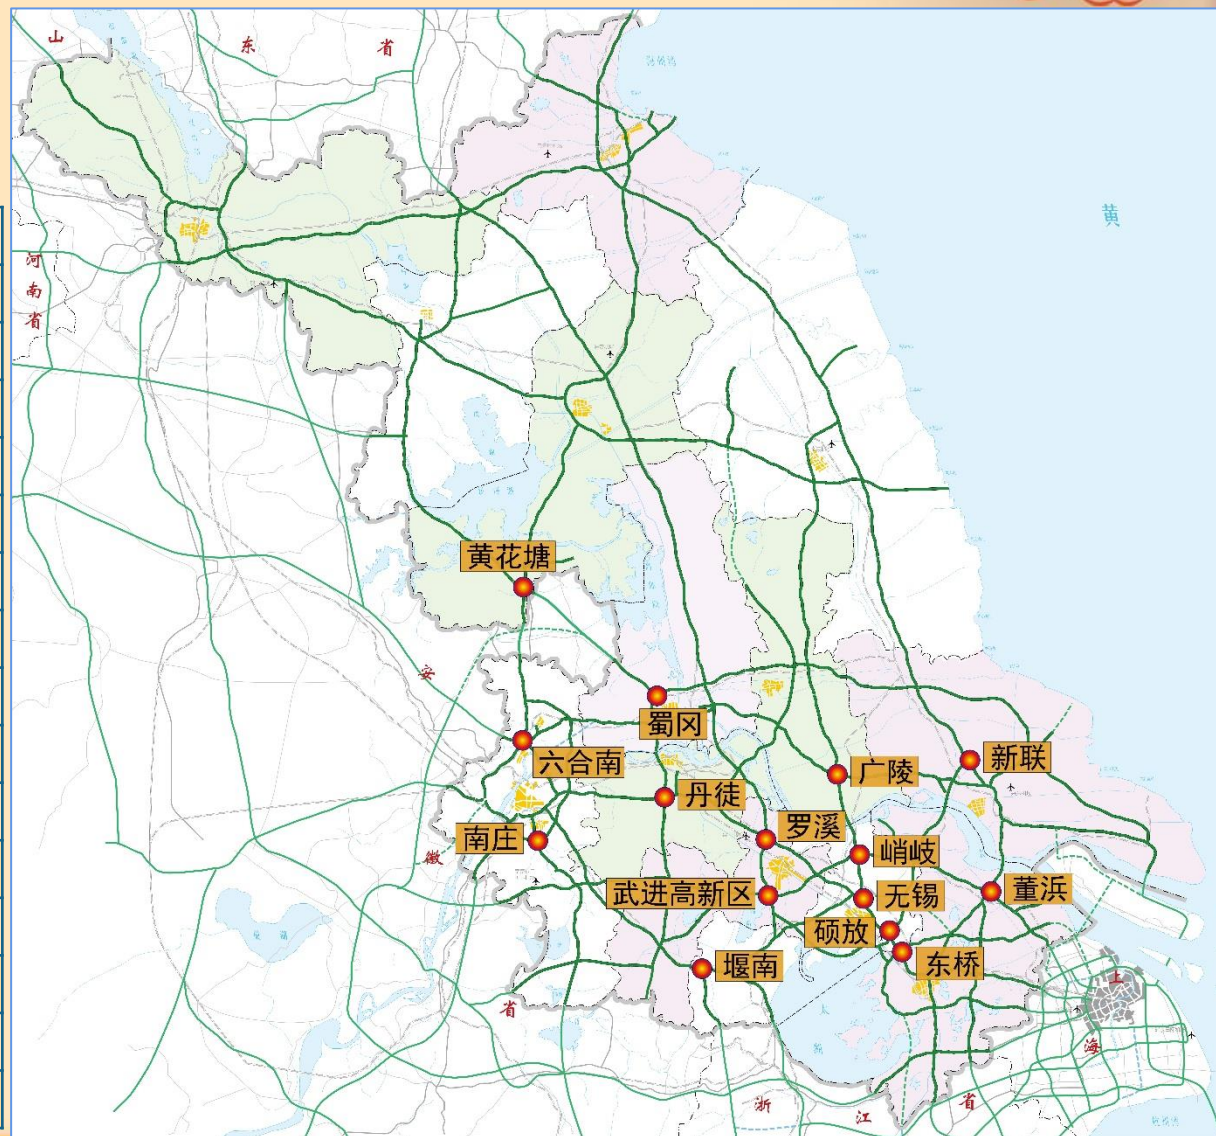 山
东
省
黄
河
南
省
黄花塘
安
蜀冈
六合南
新联
广陵
丹徒
罗溪
南庄
峭岐
徽
武进高新区
无锡
董浜
硕放
东桥
堰南
上
省
海
浙
江
省